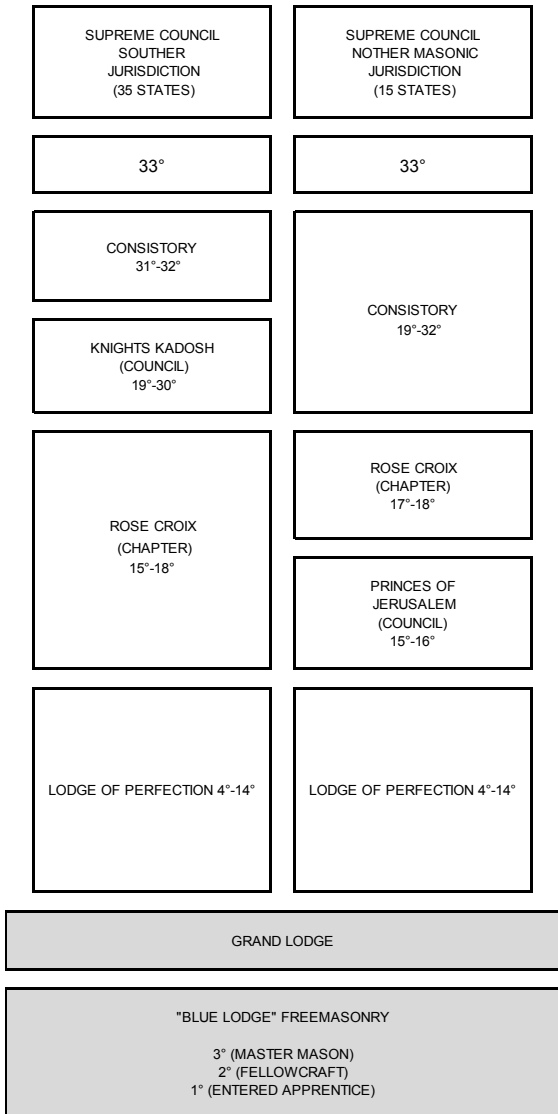 SUPREME COUNCIL
SOUTHER
JURISDICTION
(35 STATES)
SUPREME COUNCIL
NOTHER MASONIC
JURISDICTION
(15 STATES)
33°
33°
CONSISTORY
31°-32°
CONSISTORY
19°-32°
KNIGHTS KADOSH
(COUNCIL)
19°-30°
ROSE CROIX
(CHAPTER)
15°-18°
ROSE CROIX
(CHAPTER)
17°-18°
PRINCES OF
JERUSALEM
(COUNCIL)
15°-16°
LODGE OF PERFECTION 4°-14°
LODGE OF PERFECTION 4°-14°
GRAND LODGE
"BLUE LODGE" FREEMASONRY
3° (MASTER MASON)
2° (FELLOWCRAFT)
1° (ENTERED APPRENTICE)